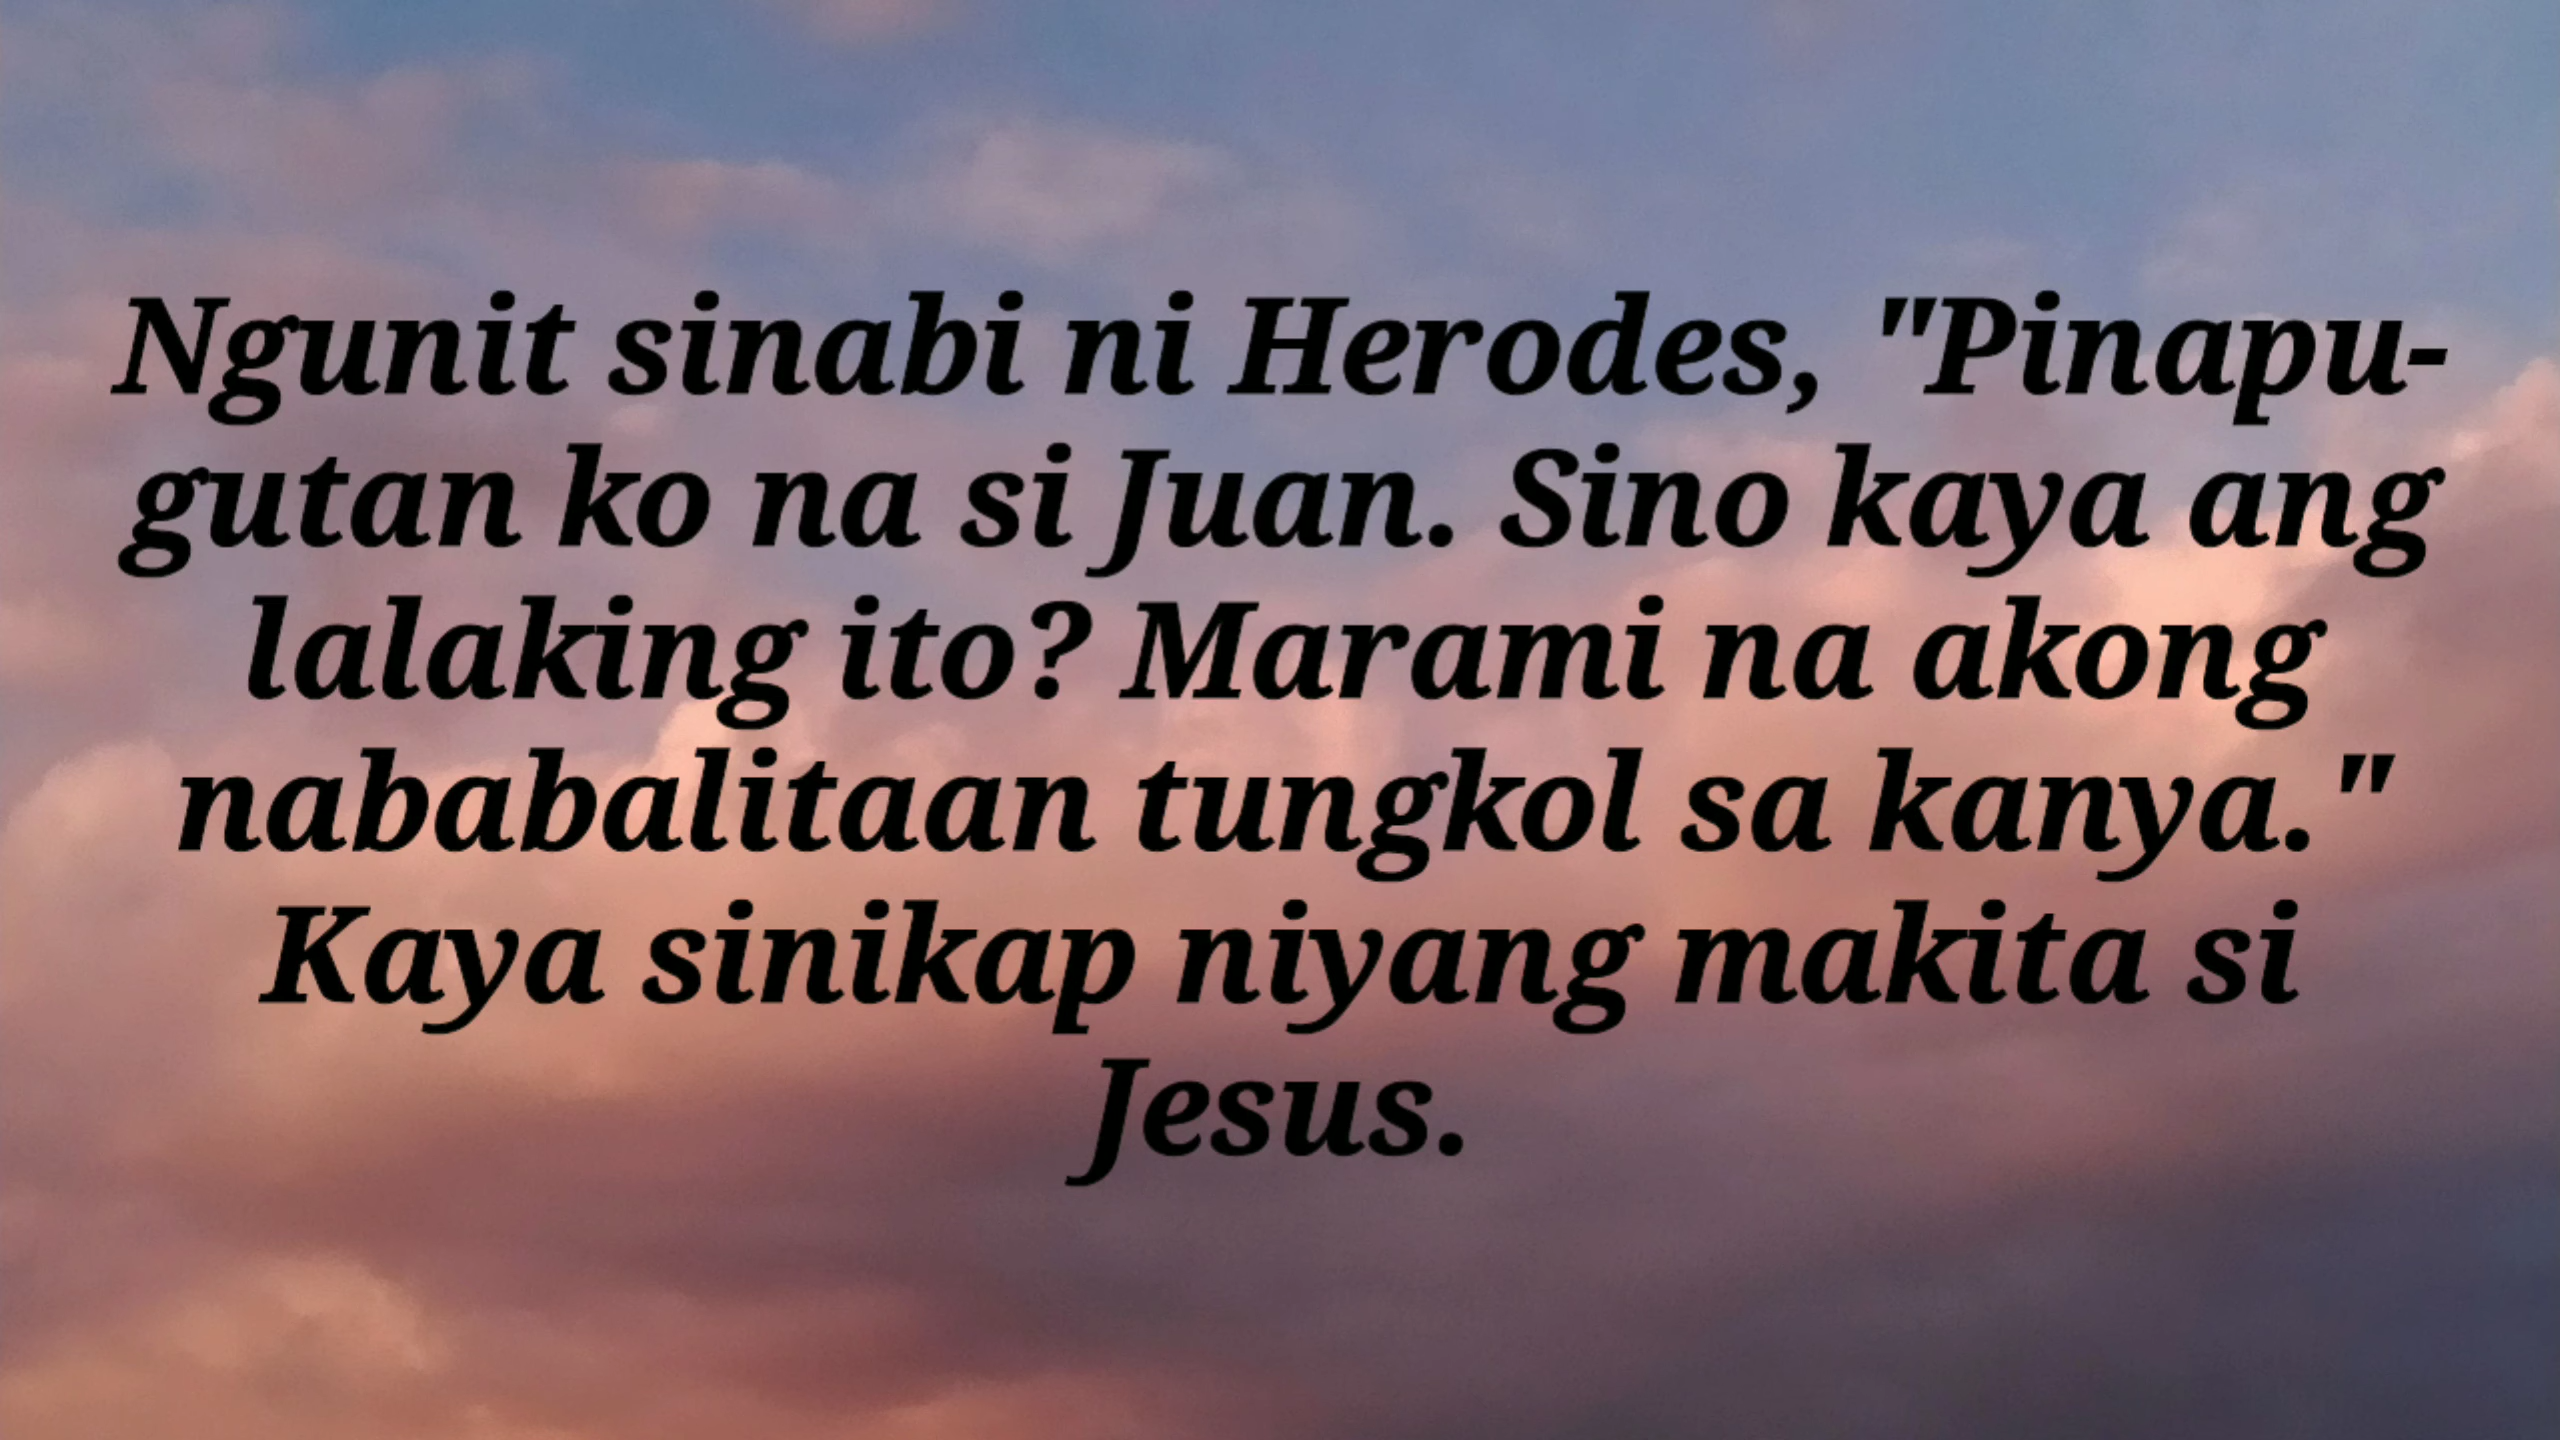 Ngunit sinabi ni Herodes, "Pinapu-
gutan ko na si Juan. Sino kaya ang
lalaking ito? Marami na akong
nababalitaan tungkol sa kanya."
Kaya sinikap niyang makita si
Jesus.